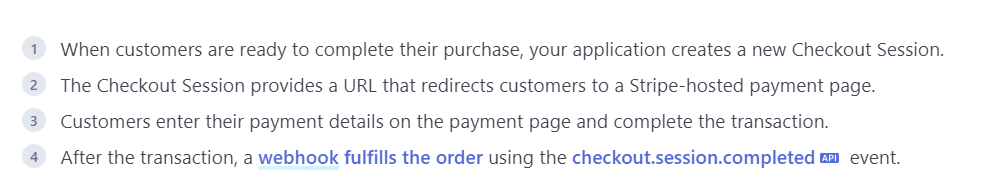 1 When customers are ready to complete their purchase, your application creates a new Checkout Session.
2 The Checkout Session provides a URL that redirects customers to a Stripe-hosted payment page.
3 Customers enter their payment details on the payment page and complete the transaction.
4 After the transaction, a webhook fulfills the order using the checkout.session.completed API event.